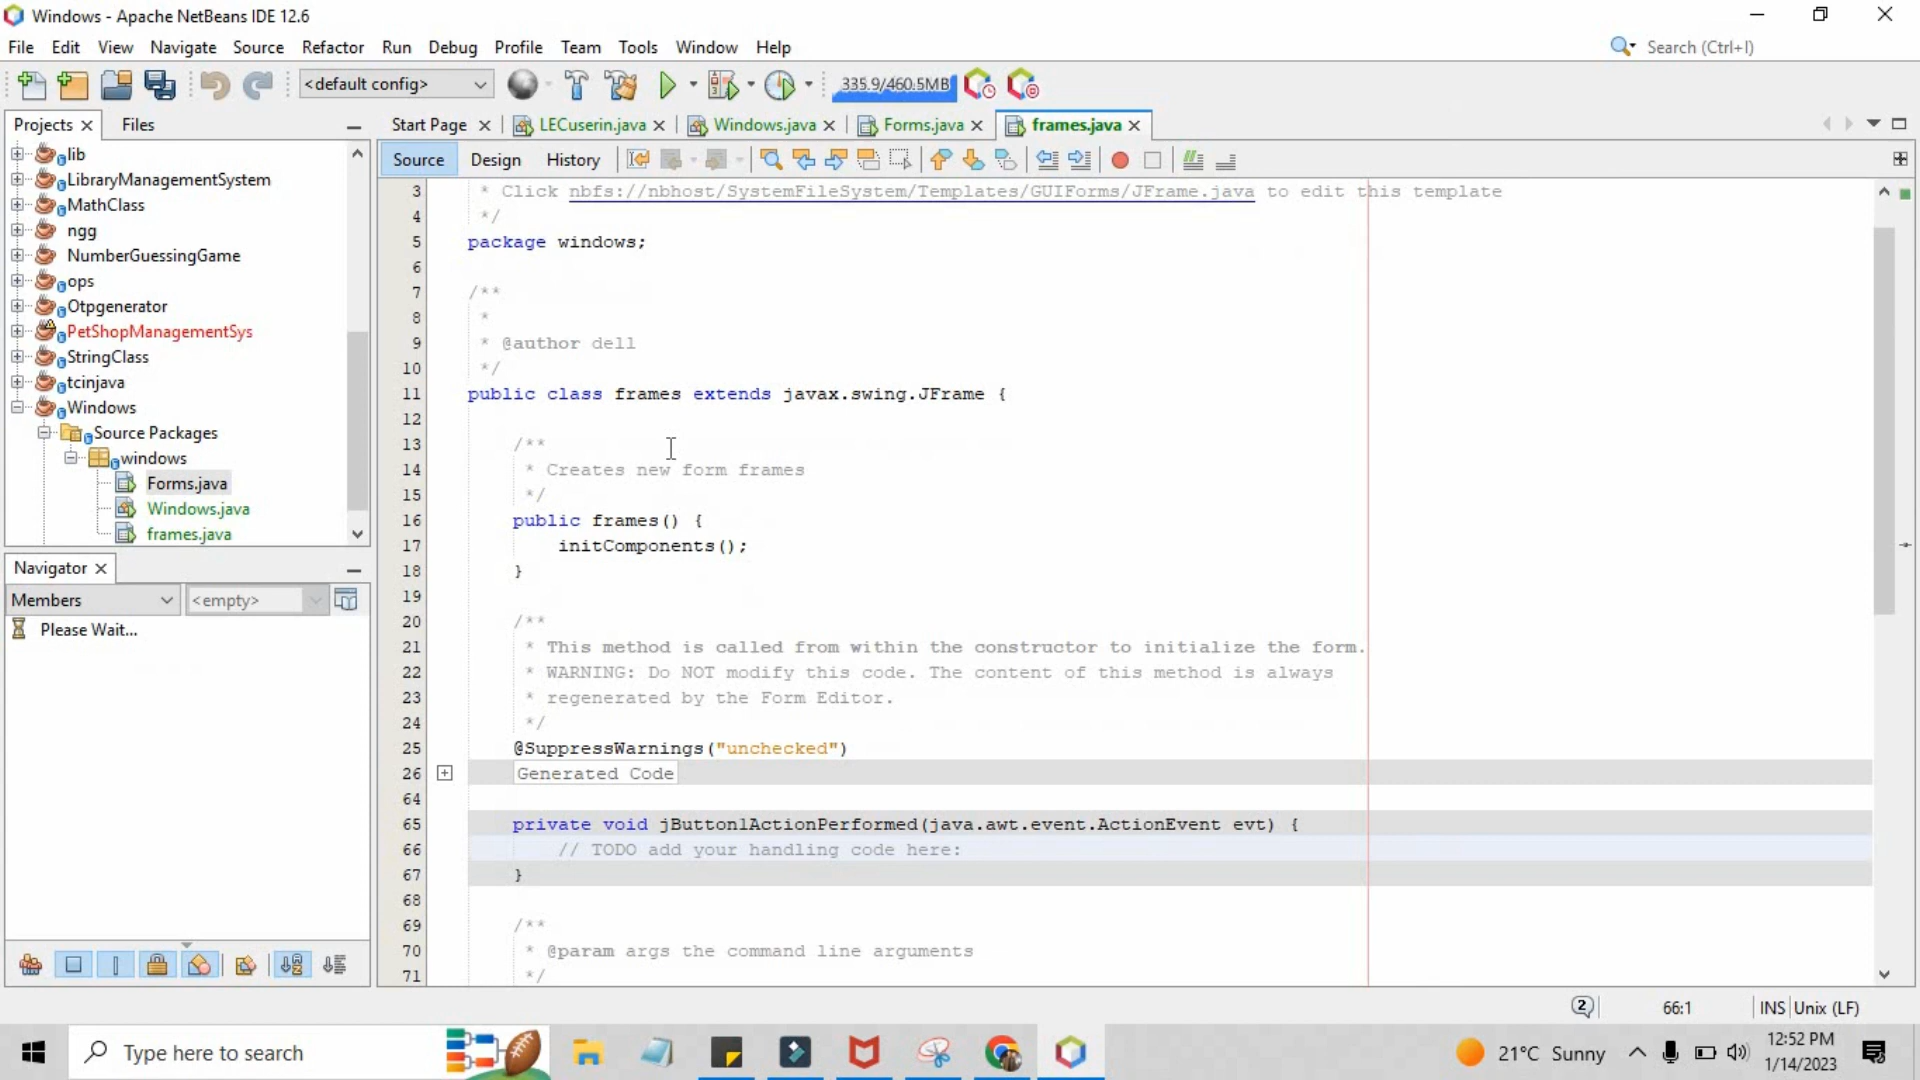 Windows - Apache NetBeans IDE 12.6
File Edit View Navigate Source Refactor Run Debug Profile Team Tools Window Help
Search (Ctrl+I)
<default config>
335.9/460.5MB
Projects
Files
lib
LibraryManagementSystem
MathClass
ngg
NumberGuessingGame
ops
Otpgenerator
PetShopManagementSys
StringClass
tcinjava
Windows
Source Packages
windows
Forms.java
Windows.java
frames.java
Navigator
Members
<empty>
Please Wait...
Start Page
LECuserin.java
Windows.java
Forms.java
frames.java
Source
Design
History
3 * Click nbfs://nbhost/SystemFileSystem/Templates/GUIForms/JFrame.java to edit this template
4 */
5 package windows;
6
7 /**
8 *
9 * @author dell
10 */
11 public class frames extends javax.swing.JFrame {
12
13 /**
14 * Creates new form frames
15 */
16 public frames() {
17 initComponents();
18 }
19
20 /**
21 * This method is called from within the constructor to initialize the form.
22 * WARNING: Do NOT modify this code. The content of this method is always
23 * regenerated by the Form Editor.
24 */
25 @SuppressWarnings("unchecked")
26 Generated Code
64
65 private void jButton1ActionPerformed(java.awt.event.ActionEvent evt) {
66 // TODO add your handling code here:
67 }
68
69 /**
70 * @param args the command line arguments
71 */
2
66:1
INS
Unix (LF)
Type here to search
21°C Sunny
12:52 PM
1/14/2023